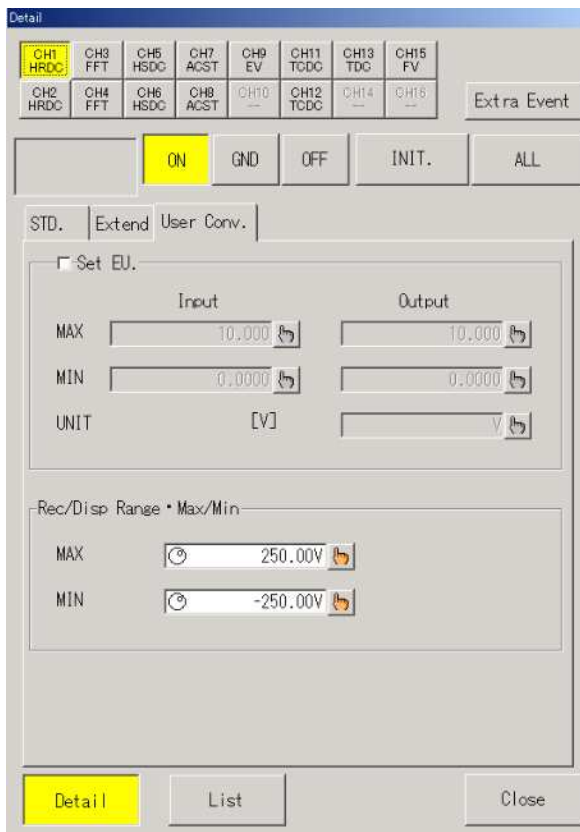 Detail
CH1 HRDC CH3 FFT CH5 HSDC CH7 ACST CH9 EV CH11 TCDC CH13 TDC CH15 FV
CH2 HRDC CH4 FFT CH6 HSDC CH8 ACST CH10 -- CH12 TCDC CH14 -- CH16 --
Extra Event
ON GND OFF INIT. ALL
STD. Extend User Conv.
Set EU.
Input Output
MAX 10.000 10.000
MIN 0.0000 0.0000
UNIT [V] V
Rec/Disp Range・Max/Min
MAX 250.00V
MIN -250.00V
Detail List Close